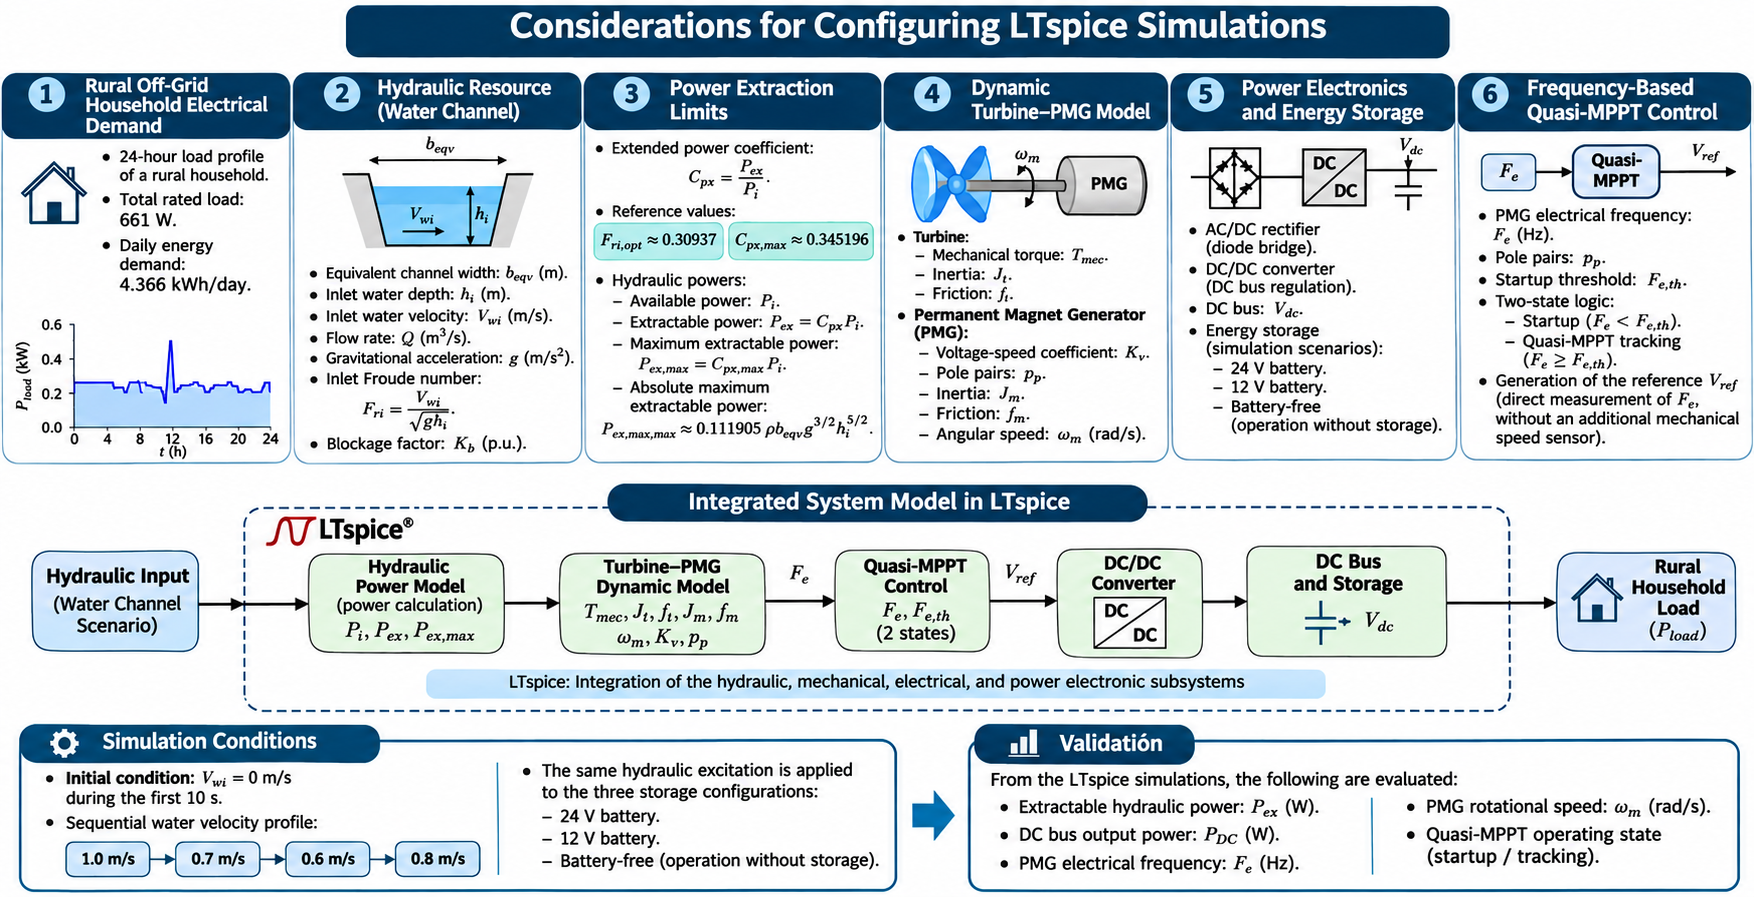 Considerations for Configuring LTspice Simulations
1
Rural Off-Grid
Household Electrical
Demand
• 24-hour load profile
of a rural household.
• Total rated load:
661 W.
• Daily energy
demand:
4.366 kWh/day.
P_load (kW)
0.6
0.4
0.2
0.0
0 4 8 12 16 20 24
t (h)
2
Hydraulic Resource
(Water Channel)
b_eqv
V_wi
h_i
• Equivalent channel width: b_eqv (m).
• Inlet water depth: h_i (m).
• Inlet water velocity: V_wi (m/s).
• Flow rate: Q (m³/s).
• Gravitational acceleration: g (m/s²).
• Inlet Froude number:
F_ri = V_wi / √(gh_i).
• Blockage factor: K_b (p.u.).
3
Power Extraction
Limits
• Extended power coefficient:
C_px = P_ex / P_i.
• Reference values:
F_ri,opt ≈ 0.30937
C_px,max ≈ 0.345196
• Hydraulic powers:
– Available power: P_i.
– Extractable power: P_ex = C_px P_i.
– Maximum extractable power:
P_ex,max = C_px,max P_i.
– Absolute maximum
extractable power:
P_ex,max,max ≈ 0.111905 ρb_eqv g^3/2 h_i^5/2.
4
Dynamic
Turbine–PMG Model
ω_m
PMG
• Turbine:
– Mechanical torque: T_mec.
– Inertia: J_t.
– Friction: f_t.
• Permanent Magnet Generator
(PMG):
– Voltage-speed coefficient: K_v.
– Pole pairs: p_p.
– Inertia: J_m.
– Friction: f_m.
– Angular speed: ω_m (rad/s).
5
Power Electronics
and Energy Storage
DC
DC
V_dc
• AC/DC rectifier
(diode bridge).
• DC/DC converter
(DC bus regulation).
• DC bus: V_dc.
• Energy storage
(simulation scenarios):
– 24 V battery.
– 12 V battery.
– Battery-free
(operation without storage).
6
Frequency-Based
Quasi-MPPT Control
F_e
Quasi-
MPPT
V_ref
• PMG electrical frequency:
F_e (Hz).
• Pole pairs: p_p.
• Startup threshold: F_e,th.
• Two-state logic:
– Startup (F_e < F_e,th).
– Quasi-MPPT tracking
(F_e ≥ F_e,th).
• Generation of the reference V_ref
(direct measurement of F_e,
without an additional mechanical
speed sensor).
Integrated System Model in LTspice
LTspice®
Hydraulic Input
(Water Channel
Scenario)
Hydraulic
Power Model
(power calculation)
P_i, P_ex, P_ex,max
Turbine–PMG
Dynamic Model
T_mec, J_t, f_t, J_m, f_m
ω_m, K_v, p_p
F_e
Quasi-MPPT
Control
F_e, F_e,th
(2 states)
V_ref
DC/DC
Converter
DC
DC
DC Bus
and Storage
V_dc
Rural
Household
Load
(P_load)
LTspice: Integration of the hydraulic, mechanical, electrical, and power electronic subsystems
Simulation Conditions
• Initial condition: V_wi = 0 m/s
during the first 10 s.
• Sequential water velocity profile:
1.0 m/s
0.7 m/s
0.6 m/s
0.8 m/s
• The same hydraulic excitation is applied
to the three storage configurations:
– 24 V battery.
– 12 V battery.
– Battery-free (operation without storage).
Validatión
From the LTspice simulations, the following are evaluated:
• Extractable hydraulic power: P_ex (W).
• DC bus output power: P_DC (W).
• PMG electrical frequency: F_e (Hz).
• PMG rotational speed: ω_m (rad/s).
• Quasi-MPPT operating state
(startup / tracking).